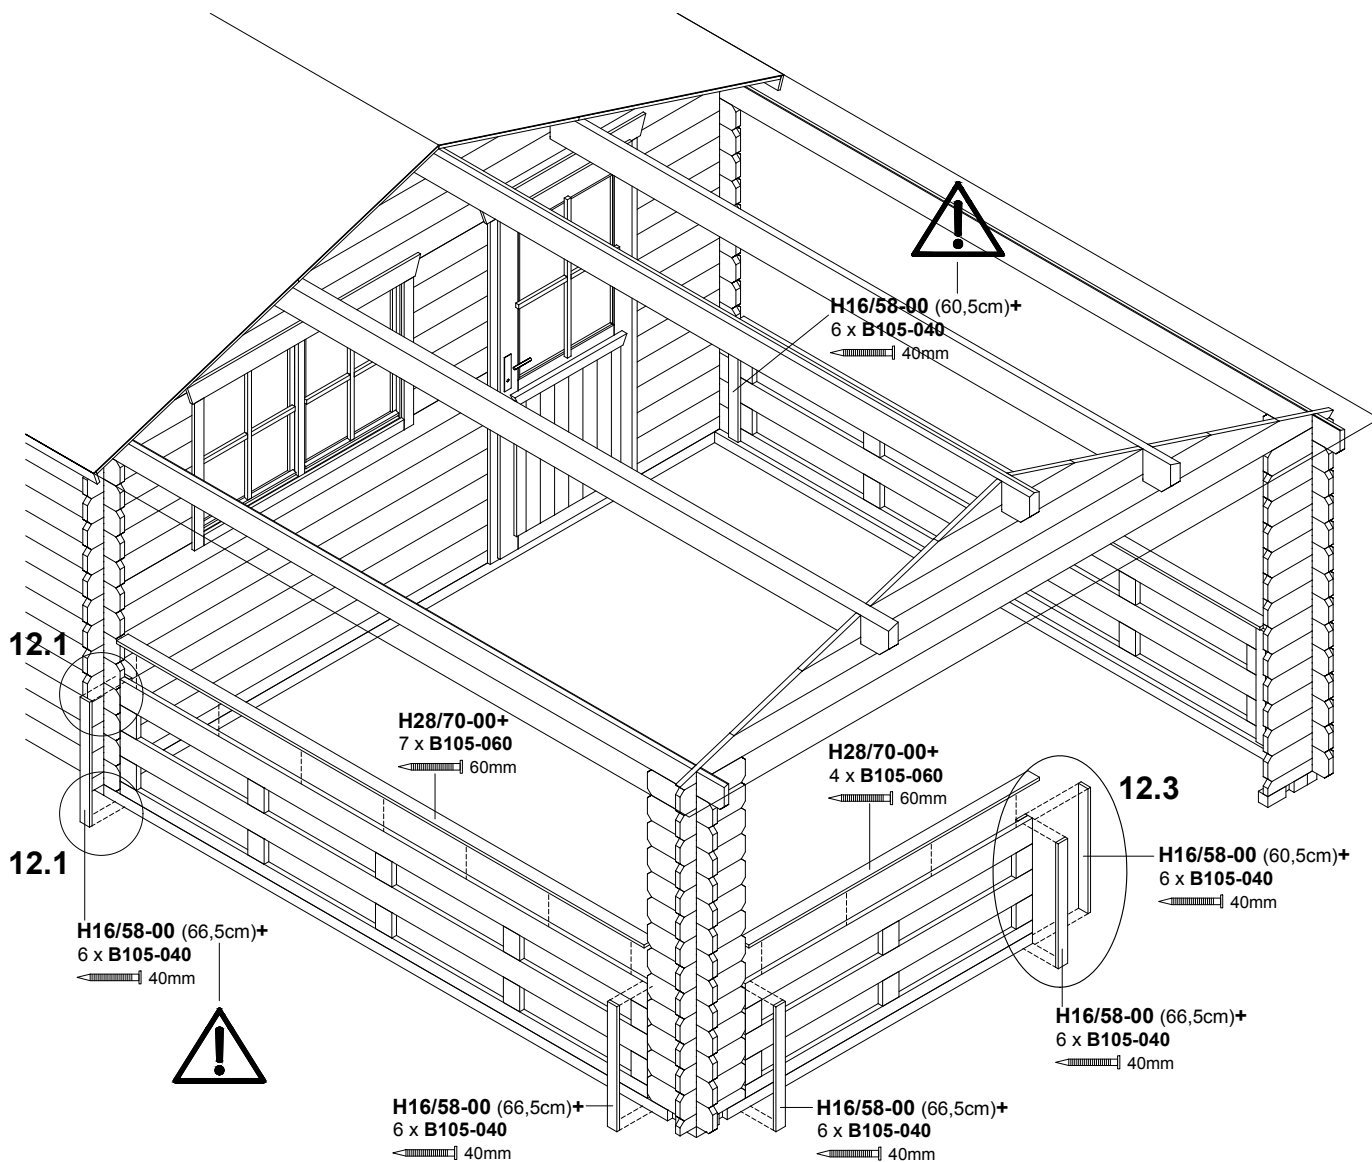 H16/58-00 (60,5cm)+
6 x B105-040
40mm
12.1
H28/70-00+
7 x B105-060
60mm
H28/70-00+
4 x B105-060
60mm
12.3
12.1
H16/58-00 (60,5cm)+
6 x B105-040
40mm
H16/58-00 (66,5cm)+
6 x B105-040
40mm
H16/58-00 (66,5cm)+
6 x B105-040
40mm
H16/58-00 (66,5cm)+
6 x B105-040
40mm
H16/58-00 (66,5cm)+
6 x B105-040
40mm